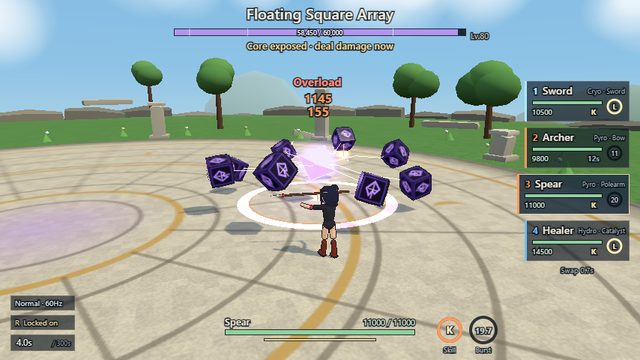 Floating Square Array
58,450 / 60,000
Lv.80
Core exposed · deal damage now
Overload
1145
155
1 Sword Cryo · Sword
10500 K L
2 Archer Pyro · Bow
9800 12s 11
3 Spear Pyro · Polearm
11000 K 20
4 Healer Hydro · Catalyst
14500 K L
Swap 0.7s
Normal · 60Hz
R Locked on
4.0s /300s
Spear 11000 / 11000
K 19.7
Skill Burst